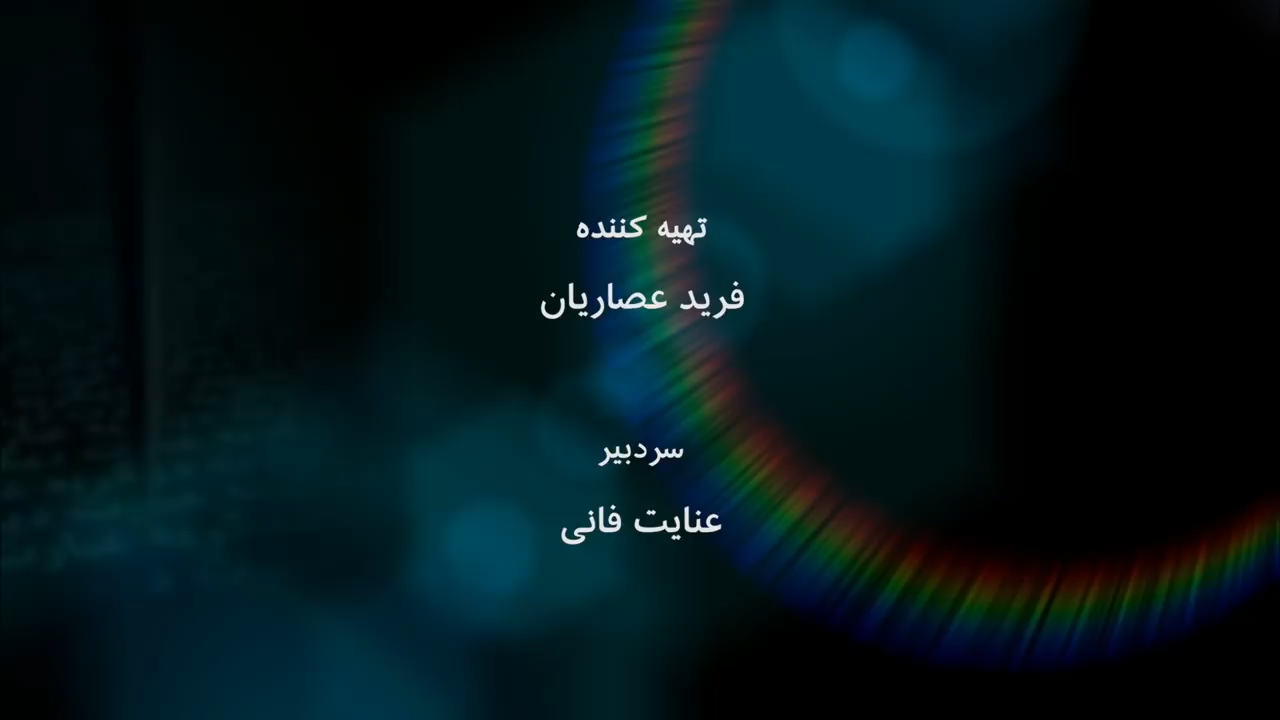 تهیه کننده
فرید عصاریان
سردبیر
عنایت فانی